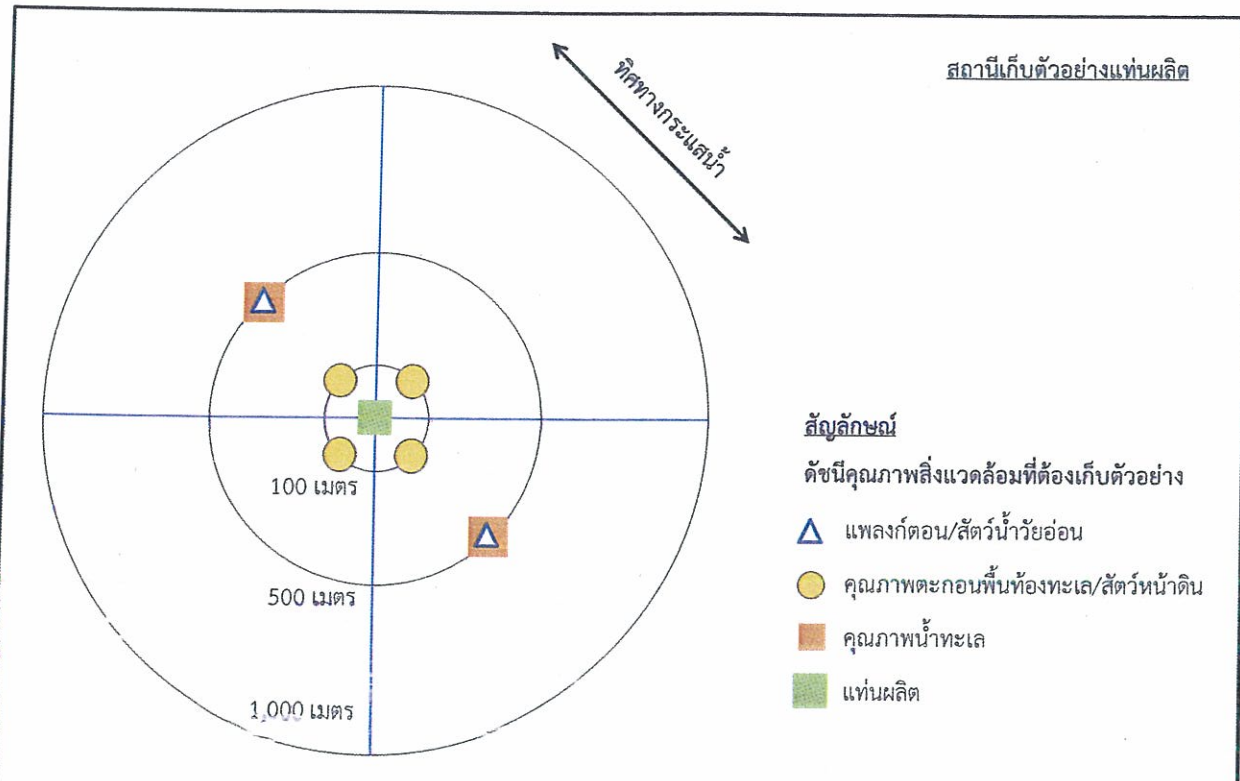 สถานีเก็บตัวอย่างแท่นผลิต
ทิศทางกระแสน้ำ
100 เมตร
500 เมตร
1,000 เมตร
สัญลักษณ์
ดัชนีคุณภาพสิ่งแวดล้อมที่ต้องเก็บตัวอย่าง
แพลงก์ตอน/สัตว์น้ำวัยอ่อน
คุณภาพตะกอนพื้นท้องทะเล/สัตว์หน้าดิน
คุณภาพน้ำทะเล
แท่นผลิต